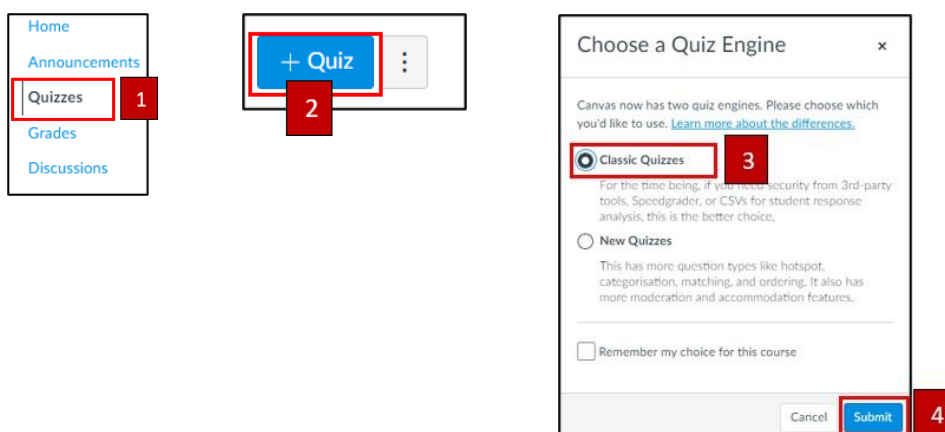 Home
Announcements
Quizzes
1
Grades
Discussions
+ Quiz
2
Choose a Quiz Engine
×
Canvas now has two quiz engines. Please choose which
you'd like to use. Learn more about the differences.
Classic Quizzes
3
For the time being, if you need security from 3rd-party
tools, Speedgrader, or CSVs for student response
analysis, this is the better choice.
New Quizzes
This has more question types like hotspot,
categorisation, matching, and ordering. It also has
more moderation and accommodation features.
Remember my choice for this course
Cancel
Submit
4